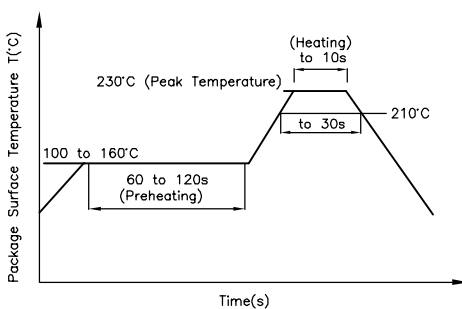 (Heating)
to 10s
230°C (Peak Temperature)
210°C
to 30s
100 to 160°C
60 to 120s
(Preheating)
Package Surface Temperature T(°C)
Time(s)